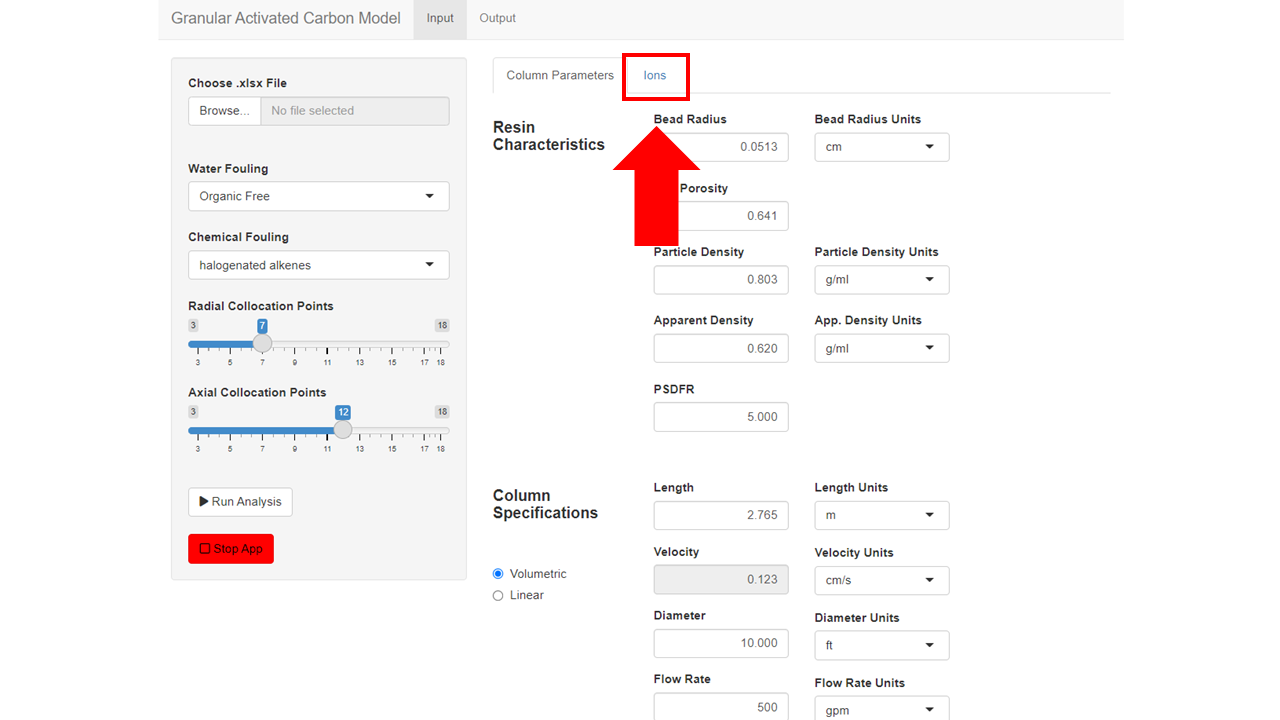 Granular Activated Carbon Model
Input
Output
Choose .xlsx File
Browse...
No file selected
Water Fouling
Organic Free
Chemical Fouling
halogenated alkenes
Radial Collocation Points
3
7
18
3 5 7 9 11 13 15 17 18
Axial Collocation Points
3
12
18
3 5 7 9 11 13 15 17 18
Run Analysis
Stop App
Column Parameters
Ions
Resin
Characteristics
Bead Radius
0.0513
Bead Radius Units
cm
Porosity
0.641
Particle Density
0.803
Particle Density Units
g/ml
Apparent Density
0.620
App. Density Units
g/ml
PSDFR
5.000
Column
Specifications
Volumetric
Linear
Length
2.765
Length Units
m
Velocity
0.123
Velocity Units
cm/s
Diameter
10.000
Diameter Units
ft
Flow Rate
500
Flow Rate Units
gpm